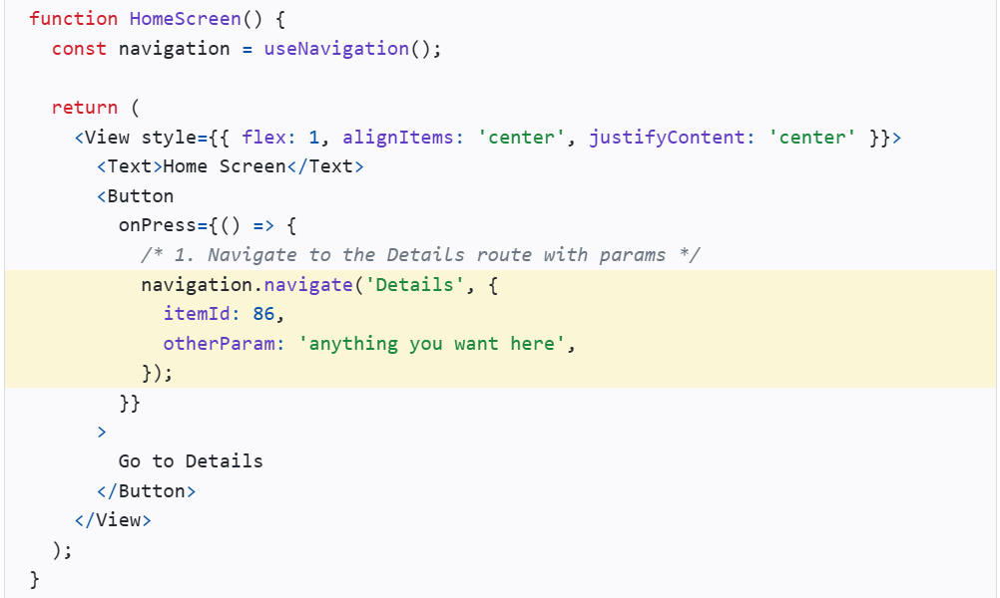 function HomeScreen() {
  const navigation = useNavigation();

  return (
    <View style={{ flex: 1, alignItems: 'center', justifyContent: 'center' }}>
      <Text>Home Screen</Text>
      <Button
        onPress={() => {
          /* 1. Navigate to the Details route with params */
          navigation.navigate('Details', {
            itemId: 86,
            otherParam: 'anything you want here',
          });
        }}
      >
        Go to Details
      </Button>
    </View>
  );
}